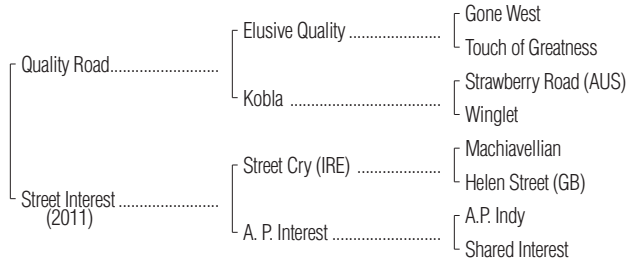 Gone West
Elusive Quality ....................
Touch of Greatness
Quality Road........................
Strawberry Road (AUS)
Kobla .................................
Winglet
Machiavellian
Street Cry (IRE) ..................
Helen Street (GB)
Street Interest ......................
(2011)
A.P. Indy
A. P. Interest ........................
Shared Interest